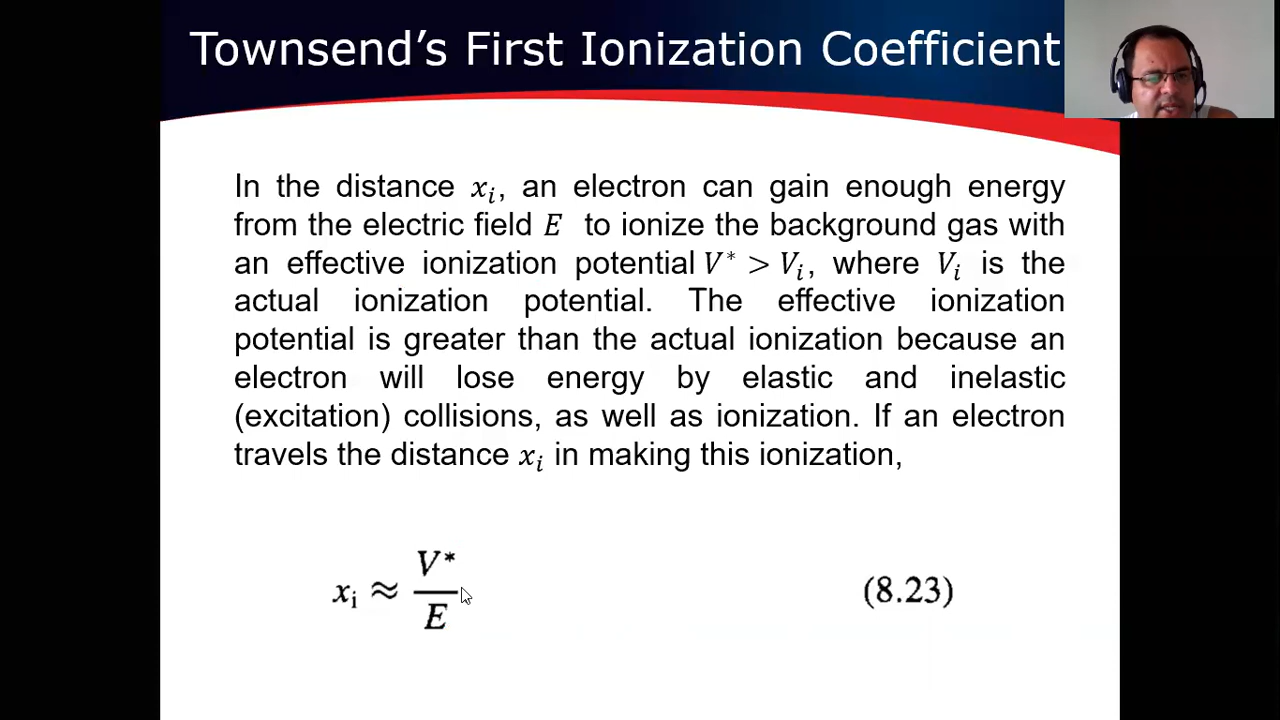 Townsend’s First Ionization Coefficient
In the distance xᵢ, an electron can gain enough energy
from the electric field E to ionize the background gas with
an effective ionization potential V* > Vᵢ, where Vᵢ is the
actual ionization potential. The effective ionization
potential is greater than the actual ionization because an
electron will lose energy by elastic and inelastic
(excitation) collisions, as well as ionization. If an electron
travels the distance xᵢ in making this ionization,
xᵢ ≈ V*/E (8.23)